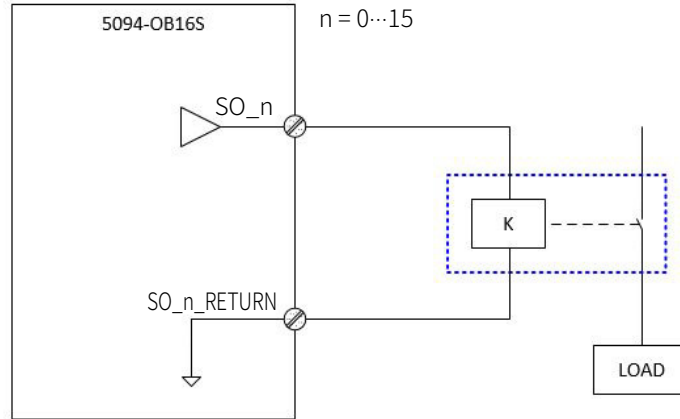 5094-OB16S
n = 0···15
SO_n
K
SO_n_RETURN
LOAD